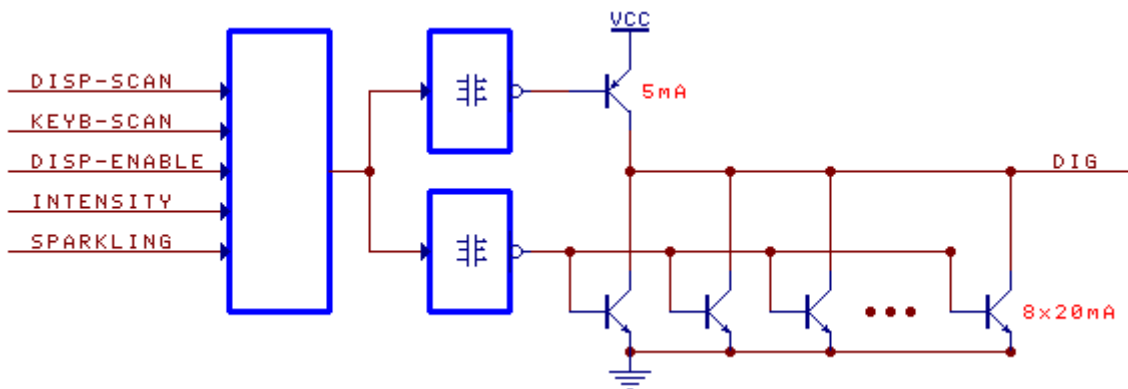 VCC
DISP-SCAN
5mA
KEYB-SCAN
DISP-ENABLE
DIG
INTENSITY
SPARKLING
8x20mA